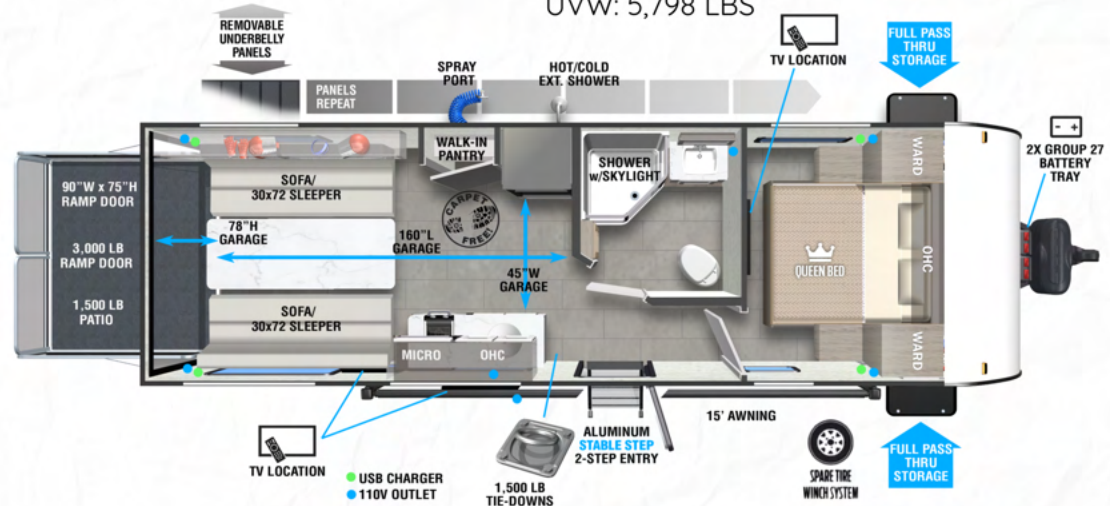 UVW: 5,798 LBS
REMOVABLE
UNDERBELLY
PANELS
PANELS
REPEAT
SPRAY
PORT
HOT/COLD
EXT. SHOWER
TV LOCATION
FULL PASS
THRU
STORAGE
2X GROUP 27
BATTERY
TRAY
90"W x 75"H
RAMP DOOR
3,000 LB
RAMP DOOR
1,500 LB
PATIO
SOFA/
30x72 SLEEPER
78"H
GARAGE
160"L
GARAGE
45"W
GARAGE
WALK-IN
PANTRY
CARPET
FREE!
SHOWER
w/SKYLIGHT
QUEEN BED
WARD
OHC
WARD
SOFA/
30x72 SLEEPER
MICRO
OHC
TV LOCATION
USB CHARGER
110V OUTLET
1,500 LB
TIE-DOWNS
ALUMINUM
STABLE STEP
2-STEP ENTRY
15' AWNING
SPARE TIRE
WINCH SYSTEM
FULL PASS
THRU
STORAGE